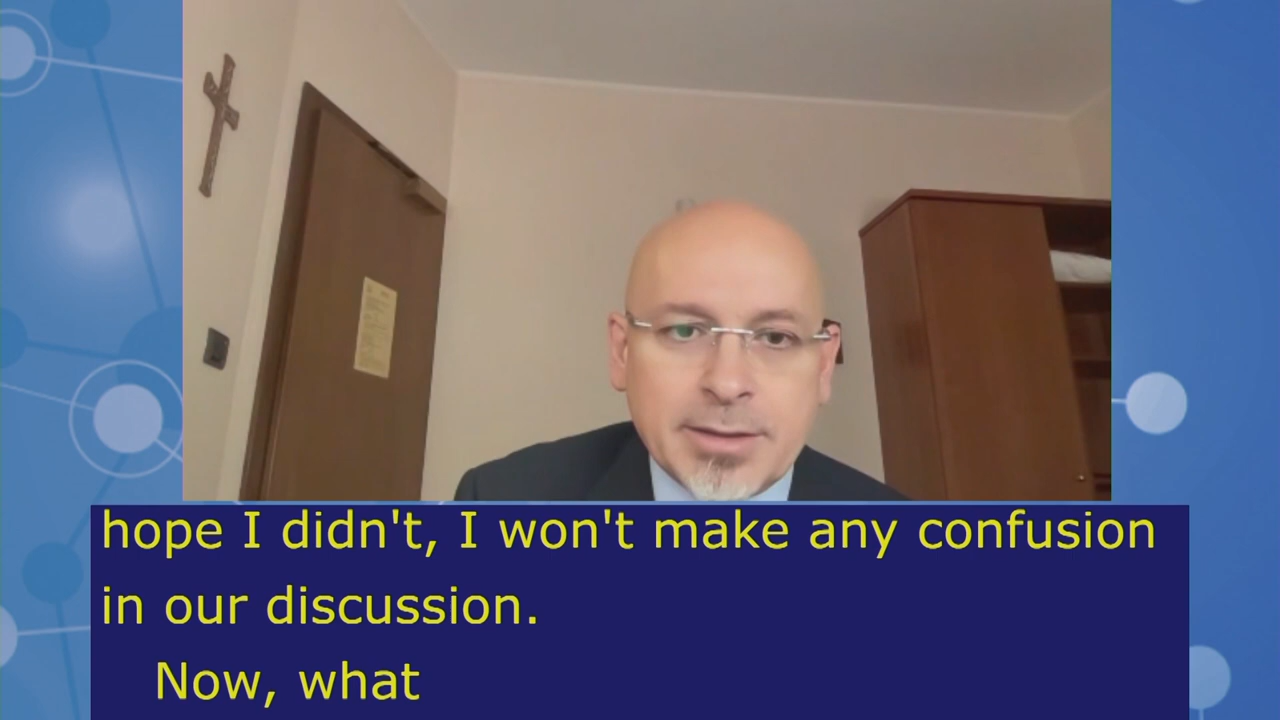 hope I didn't, I won't make any confusion
in our discussion.
Now, what